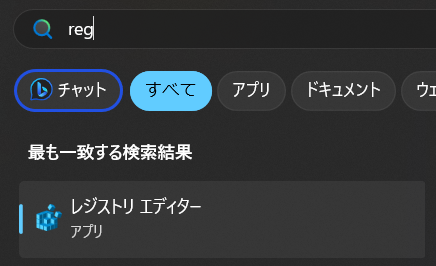 reg
チャット すべて アプリ ドキュメント ウェ
最も一致する検索結果
レジストリ エディター
アプリ